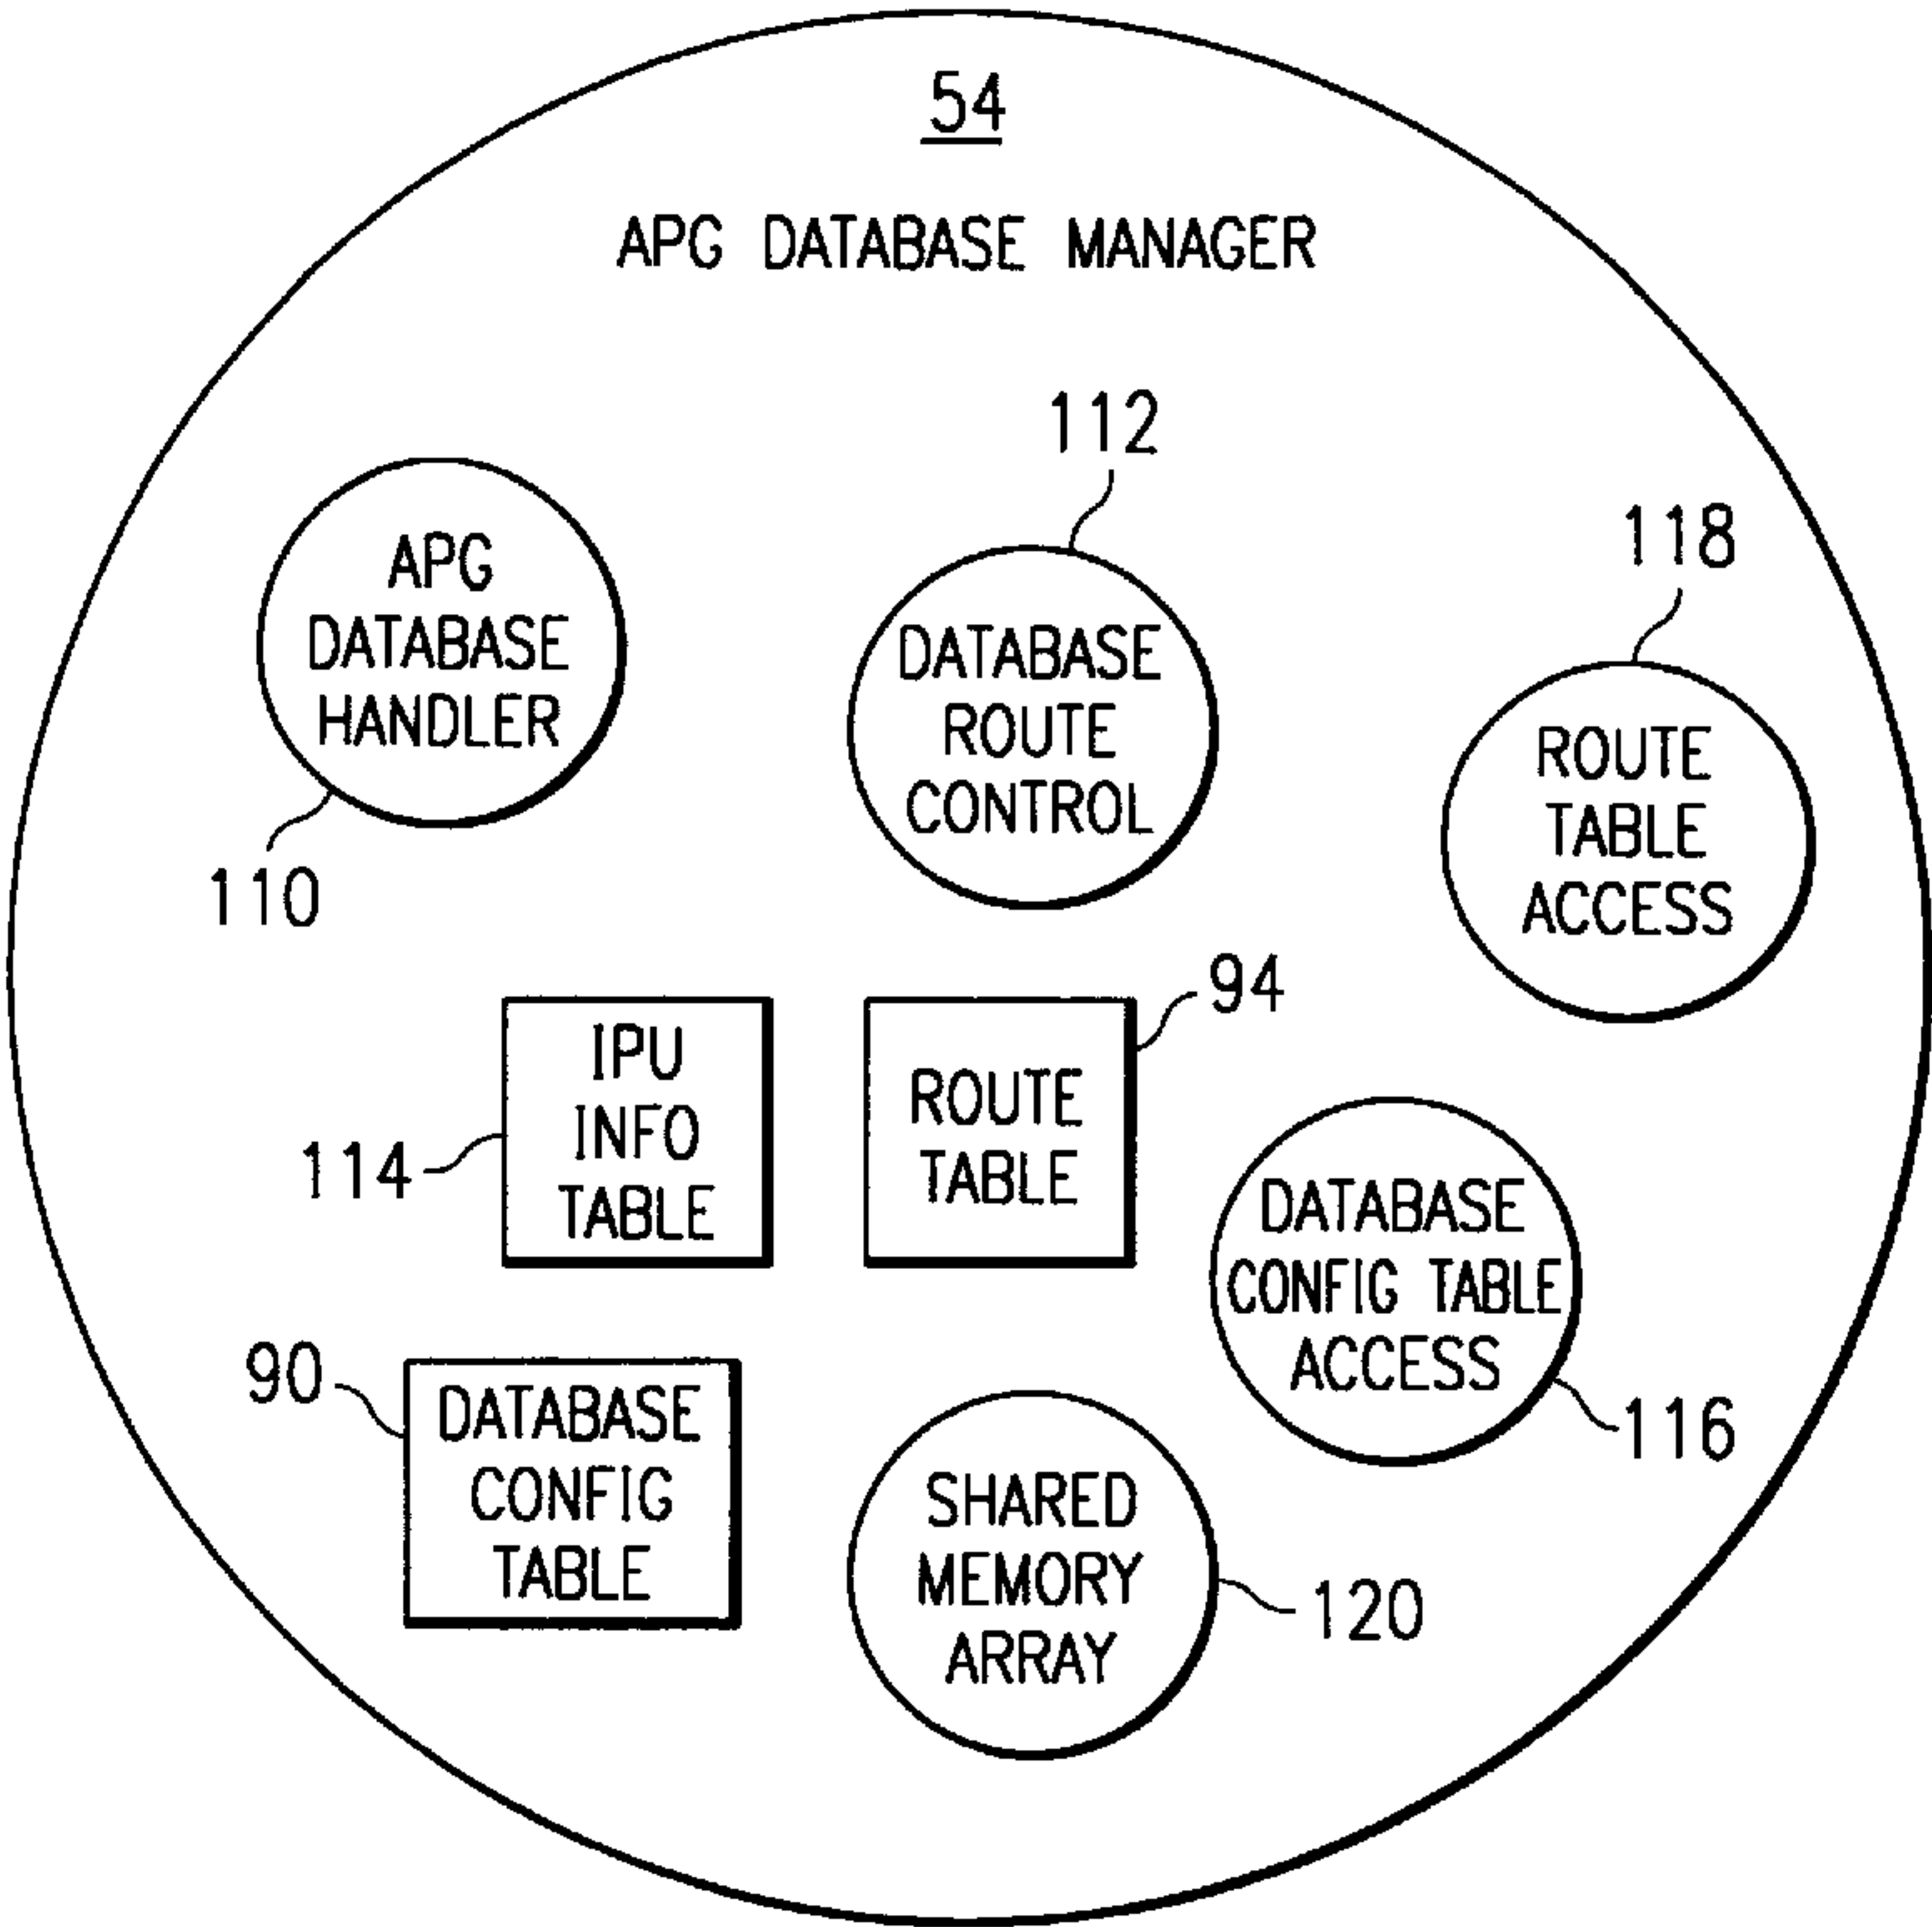 54
APG DATABASE MANAGER
112
118
APG
DATABASE
HANDLER
110
DATABASE
ROUTE
CONTROL
ROUTE
TABLE
ACCESS
94
IPU
INFO
TABLE
114
ROUTE
TABLE
DATABASE
CONFIG TABLE
ACCESS
116
90
DATABASE
CONFIG
TABLE
SHARED
MEMORY
ARRAY
120